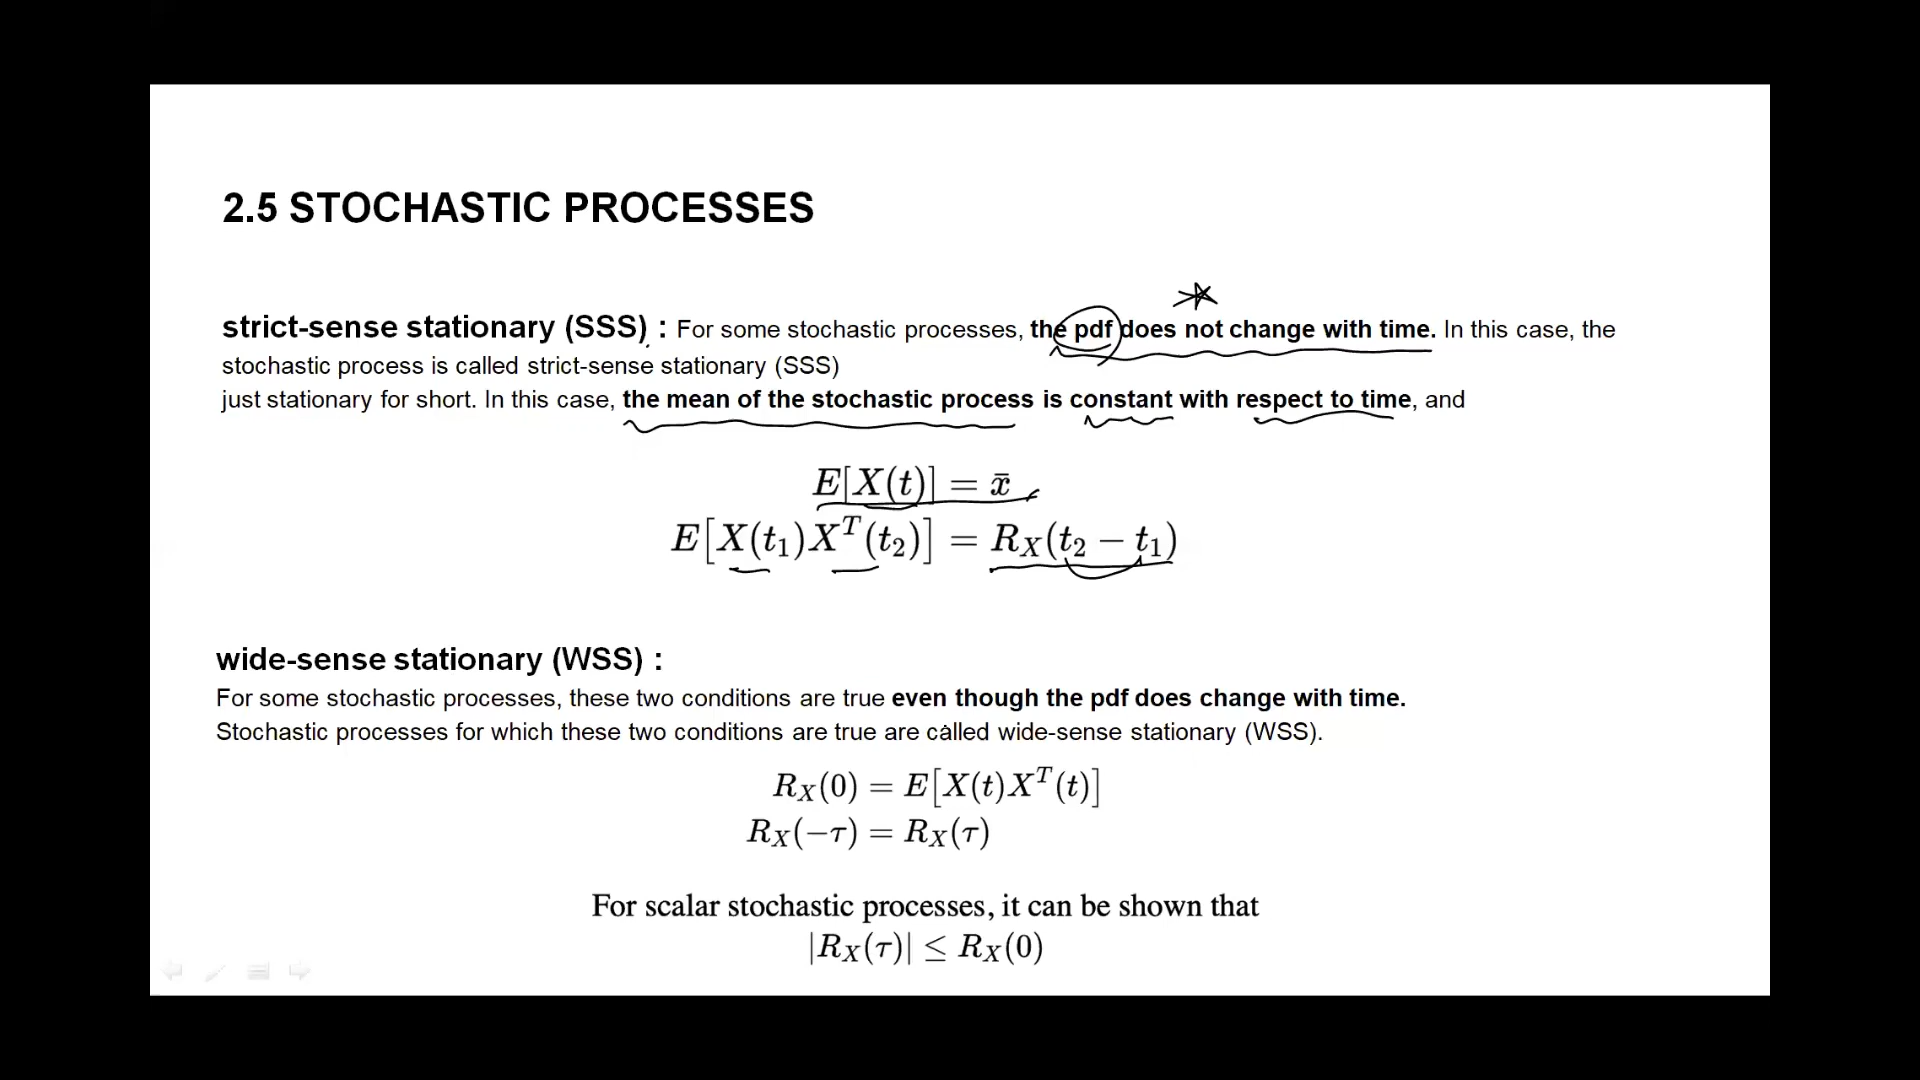 2.5 STOCHASTIC PROCESSES
strict-sense stationary (SSS) : For some stochastic processes, the pdf does not change with time. In this case, the
stochastic process is called strict-sense stationary (SSS)
just stationary for short. In this case, the mean of the stochastic process is constant with respect to time, and
E[X(t)] = x̄
E[X(t₁)Xᵀ(t₂)] = R_X(t₂ − t₁)
wide-sense stationary (WSS) :
For some stochastic processes, these two conditions are true even though the pdf does change with time.
Stochastic processes for which these two conditions are true are called wide-sense stationary (WSS).
R_X(0) = E[X(t)Xᵀ(t)]
R_X(−τ) = R_X(τ)
For scalar stochastic processes, it can be shown that
|R_X(τ)| ≤ R_X(0)